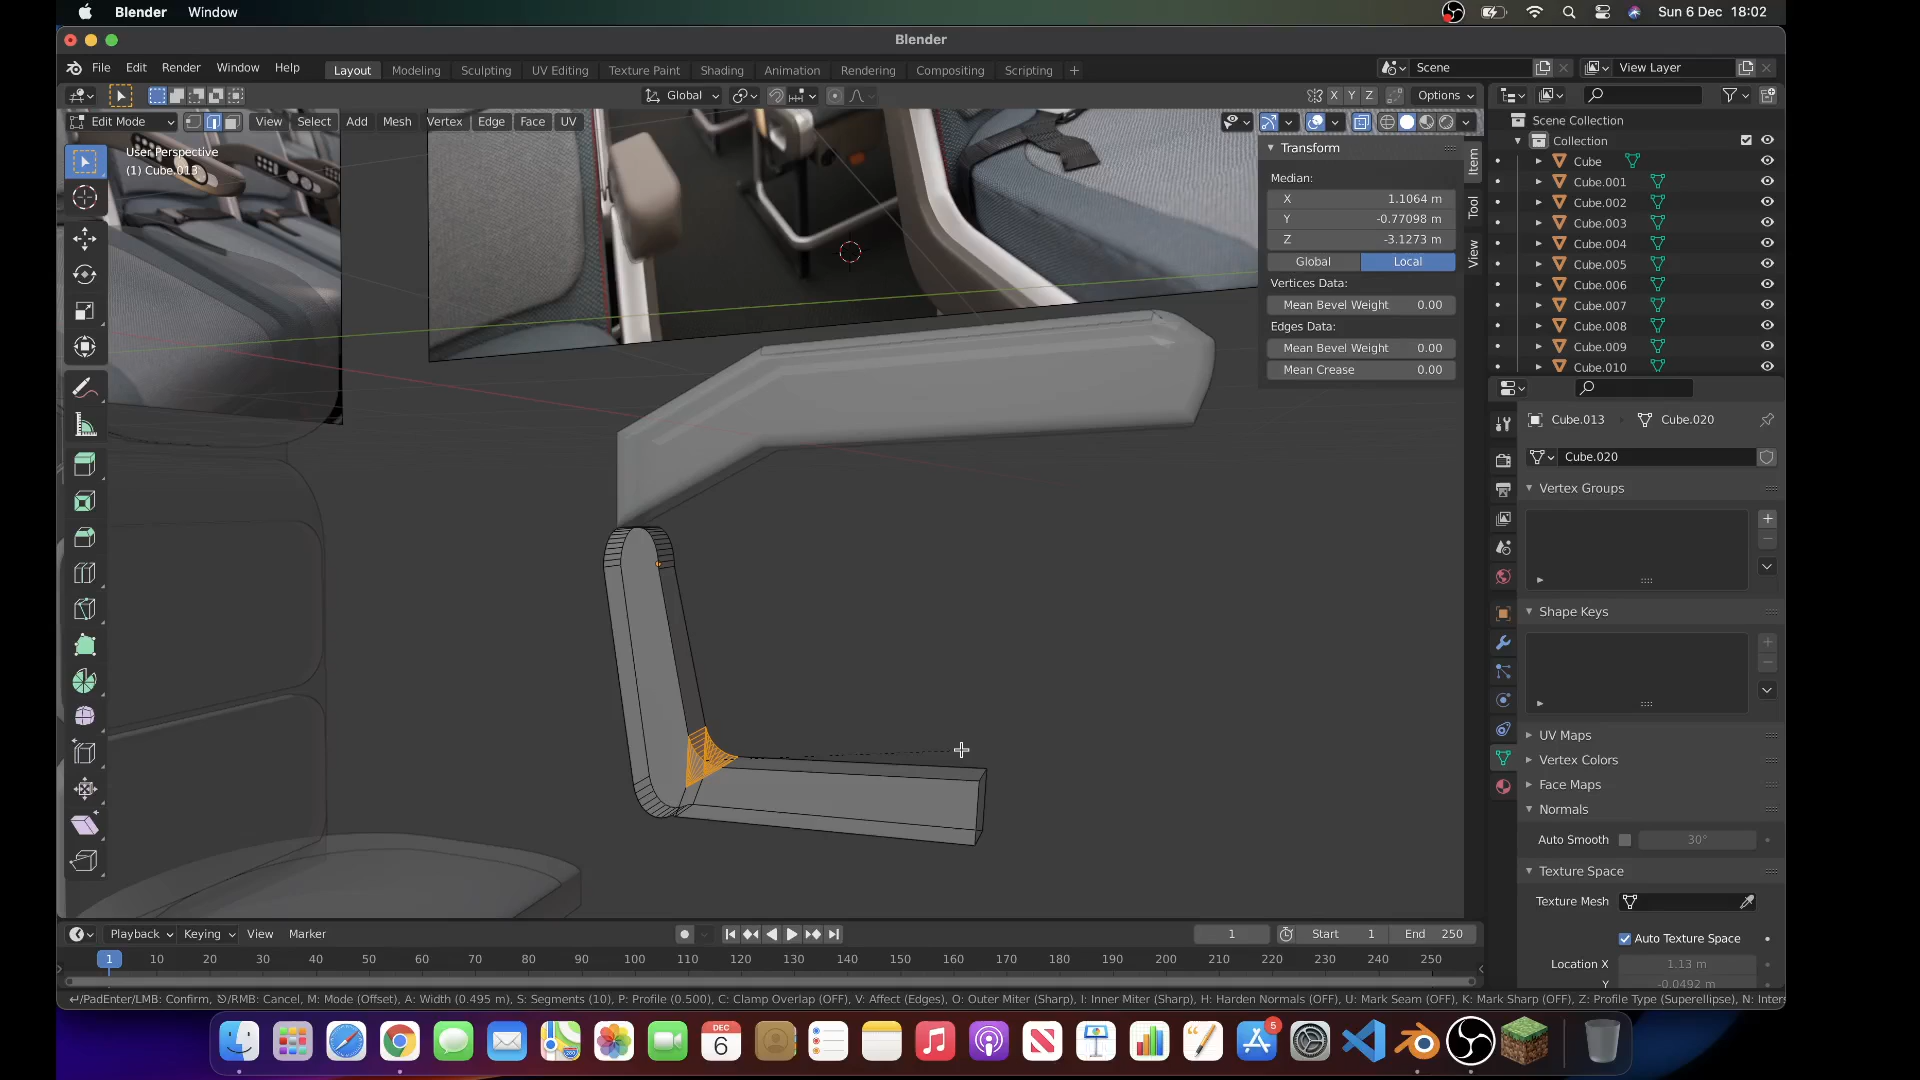 Blender Window Sun 6 Dec 18:02
Blender
File Edit Render Window Help Layout Modeling Sculpting UV Editing Texture Paint Shading Animation Rendering Compositing Scripting + Scene View Layer
Global X Y Z Options
Edit Mode View Select Add Mesh Vertex Edge Face UV
User Perspective
(1) Cube.013
Transform
Median:
X 1.1064 m
Y -0.77098 m
Z -3.1273 m
Global Local
Vertices Data:
Mean Bevel Weight 0.00
Edges Data:
Mean Bevel Weight 0.00
Mean Crease 0.00
Item
Tool
View
Scene Collection
Collection
Cube
Cube.001
Cube.002
Cube.003
Cube.004
Cube.005
Cube.006
Cube.007
Cube.008
Cube.009
Cube.010
Cube.013 Cube.020
Cube.020
Vertex Groups
Shape Keys
UV Maps
Vertex Colors
Face Maps
Normals
Auto Smooth 30°
Texture Space
Texture Mesh
Auto Texture Space
Location X 1.13 m
Y -0.0492 m
Playback Keying View Marker 1 Start 1 End 250
1 10 20 30 40 50 60 70 80 90 100 110 120 130 140 150 160 170 180 190 200 210 220 230 240 250
/PadEnter/LMB: Confirm, /RMB: Cancel, M: Mode (Offset), A: Width (0.495 m), S: Segments (10), P: Profile (0.500), C: Clamp Overlap (OFF), V: Affect (Edges), O: Outer Miter (Sharp), I: Inner Miter (Sharp), H: Harden Normals (OFF), U: Mark Seam (OFF), K: Mark Sharp (OFF), Z: Profile Type (Superellipse), N: Inters
DEC
6
5